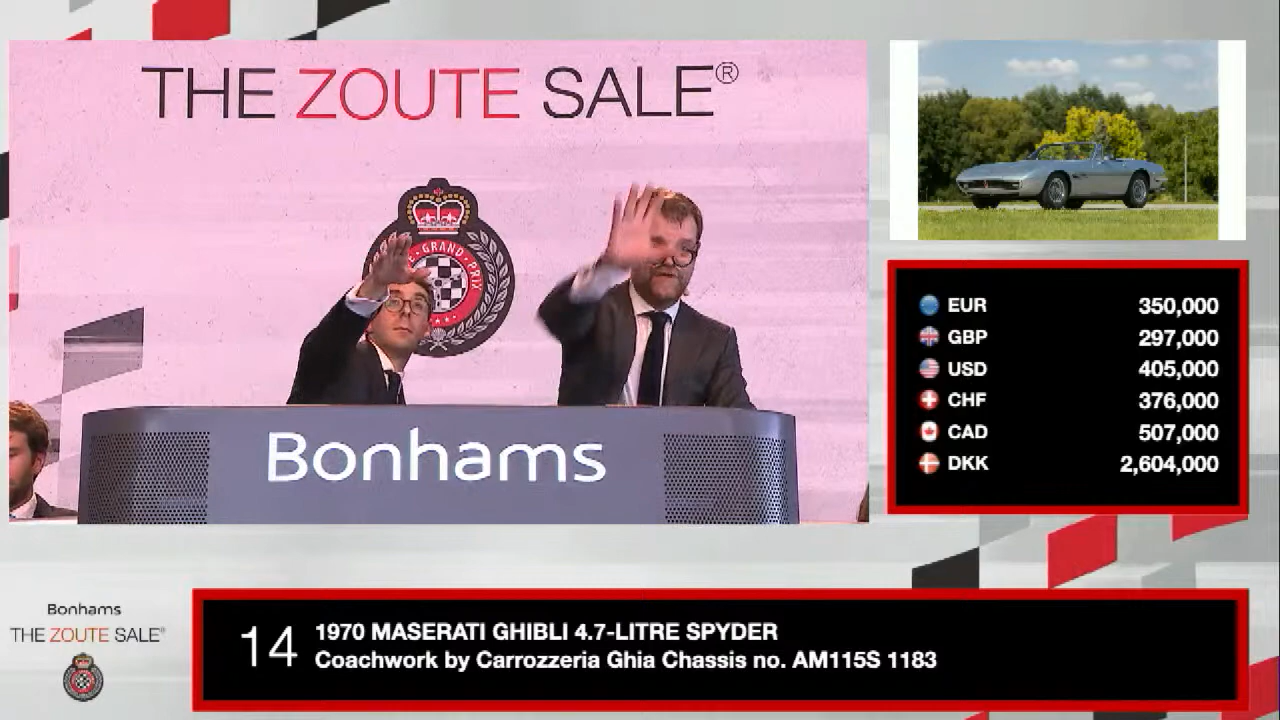 THE ZOUTE SALE®
GRAND PRIX
Bonhams
EUR 350,000
GBP 297,000
USD 405,000
CHF 376,000
CAD 507,000
DKK 2,604,000
Bonhams
THE ZOUTE SALE®
14
1970 MASERATI GHIBLI 4.7-LITRE SPYDER
Coachwork by Carrozzeria Ghia Chassis no. AM115S 1183